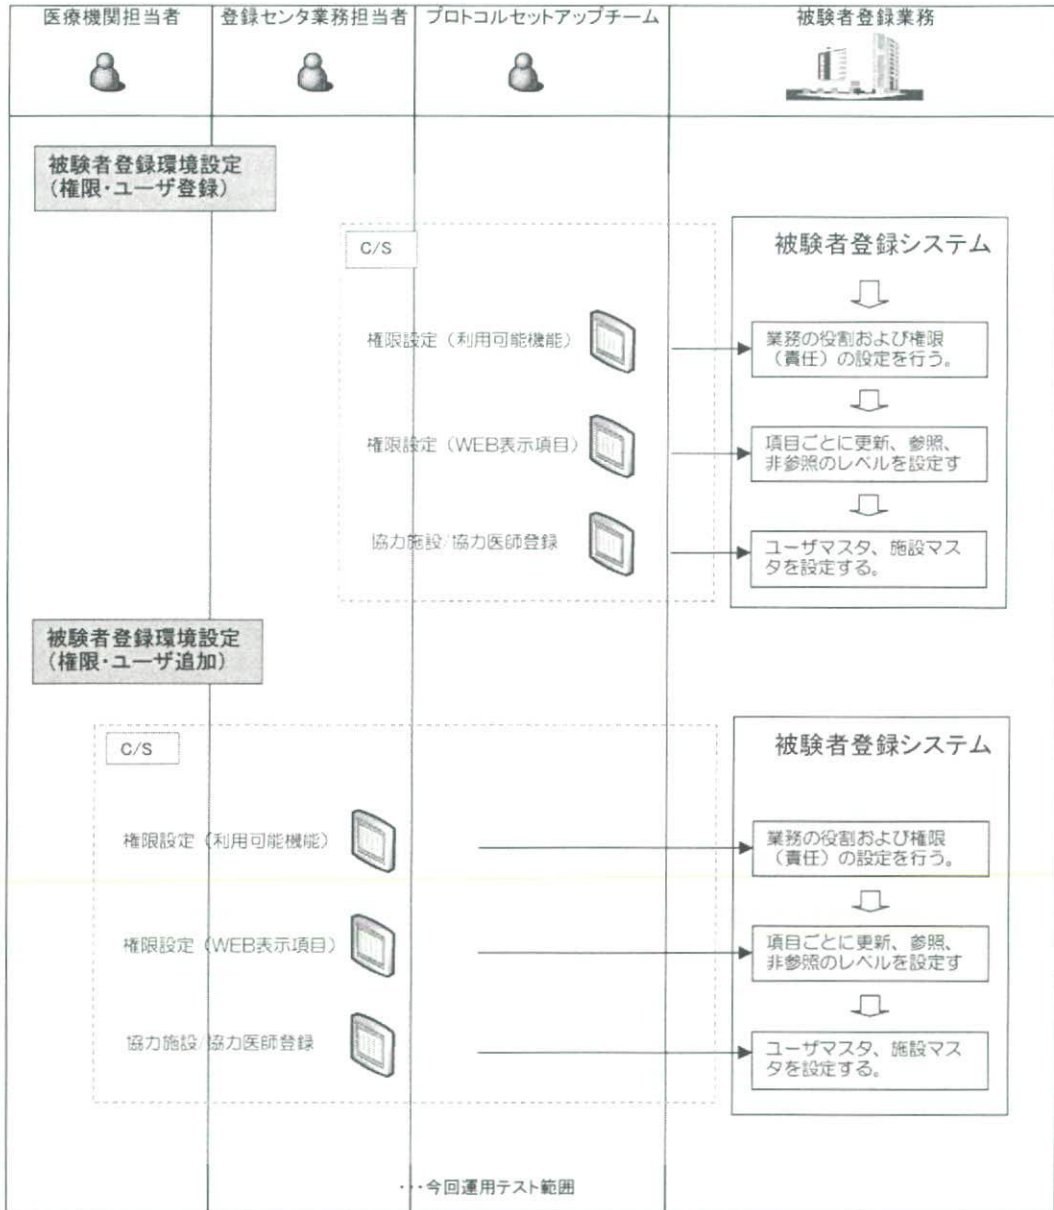 医療機関担当者
登録センタ業務担当者
プロトコルセットアップチーム
被験者登録業務
被験者登録環境設定
(権限・ユーザ登録)
C/S
被験者登録システム
権限設定(利用可能機能)
業務の役割および権限
(責任)の設定を行う。
権限設定(WEB表示項目)
項目ごとに更新、参照、
非参照のレベルを設定す
協力施設/協力医師登録
ユーザマスタ、施設マス
タを設定する。
被験者登録環境設定
(権限・ユーザ追加)
C/S
被験者登録システム
権限設定(利用可能機能)
業務の役割および権限
(責任)の設定を行う。
権限設定(WEB表示項目)
項目ごとに更新、参照、
非参照のレベルを設定す
協力施設/協力医師登録
ユーザマスタ、施設マス
タを設定する。
・・・今回運用テスト範囲